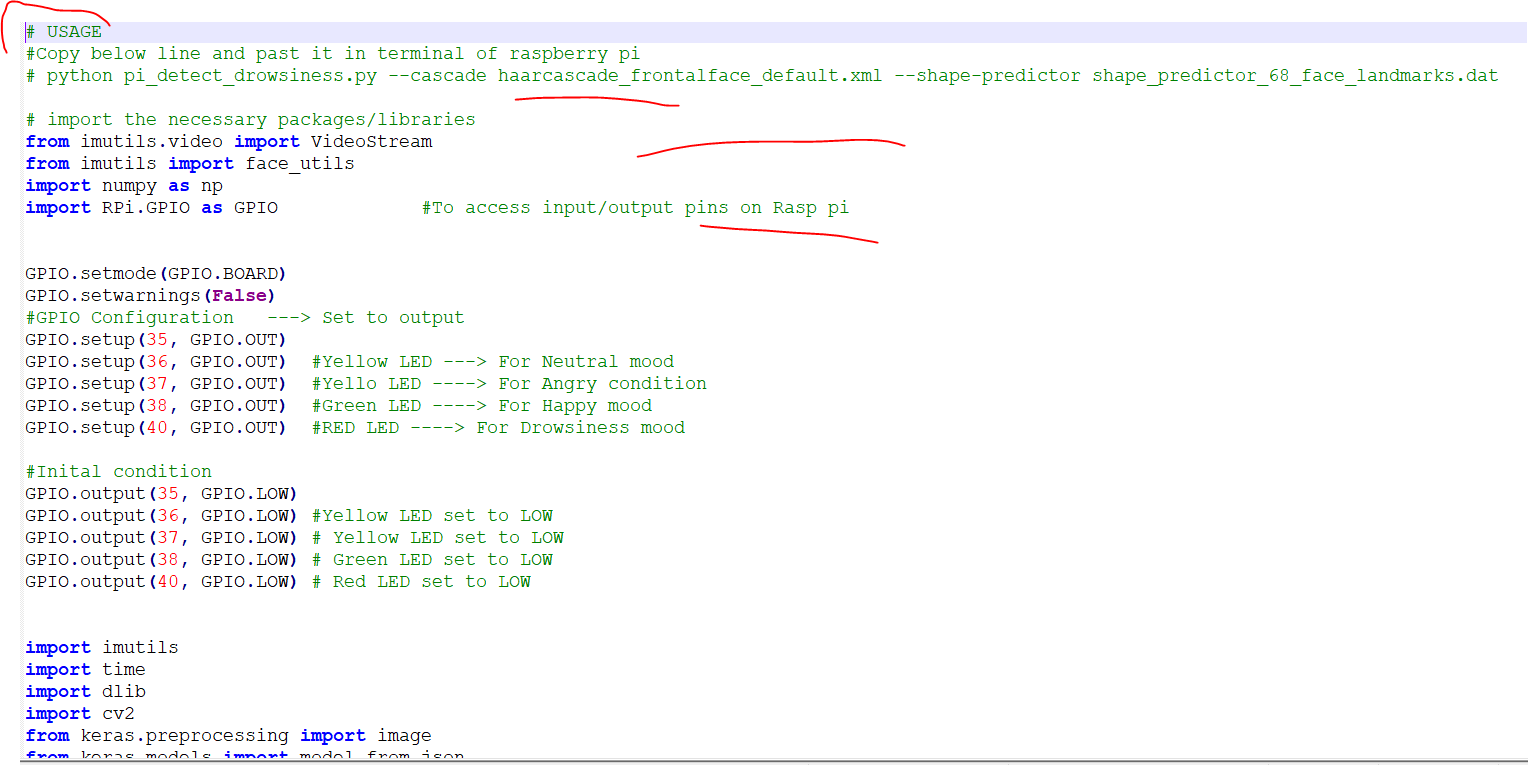 # USAGE
#Copy below line and past it in terminal of raspberry pi
# python pi_detect_drowsiness.py --cascade haarcascade_frontalface_default.xml --shape-predictor shape_predictor_68_face_landmarks.dat
# import the necessary packages/libraries
from imutils.video import VideoStream
from imutils import face_utils
import numpy as np
import RPi.GPIO as GPIO #To access input/output pins on Rasp pi
GPIO.setmode(GPIO.BOARD)
GPIO.setwarnings(False)
#GPIO Configuration ---> Set to output
GPIO.setup(35, GPIO.OUT)
GPIO.setup(36, GPIO.OUT) #Yellow LED ---> For Neutral mood
GPIO.setup(37, GPIO.OUT) #Yello LED ----> For Angry condition
GPIO.setup(38, GPIO.OUT) #Green LED ----> For Happy mood
GPIO.setup(40, GPIO.OUT) #RED LED ----> For Drowsiness mood
#Inital condition
GPIO.output(35, GPIO.LOW)
GPIO.output(36, GPIO.LOW) #Yellow LED set to LOW
GPIO.output(37, GPIO.LOW) # Yellow LED set to LOW
GPIO.output(38, GPIO.LOW) # Green LED set to LOW
GPIO.output(40, GPIO.LOW) # Red LED set to LOW
import imutils
import time
import dlib
import cv2
from keras.preprocessing import image
from keras.models import model_from_json